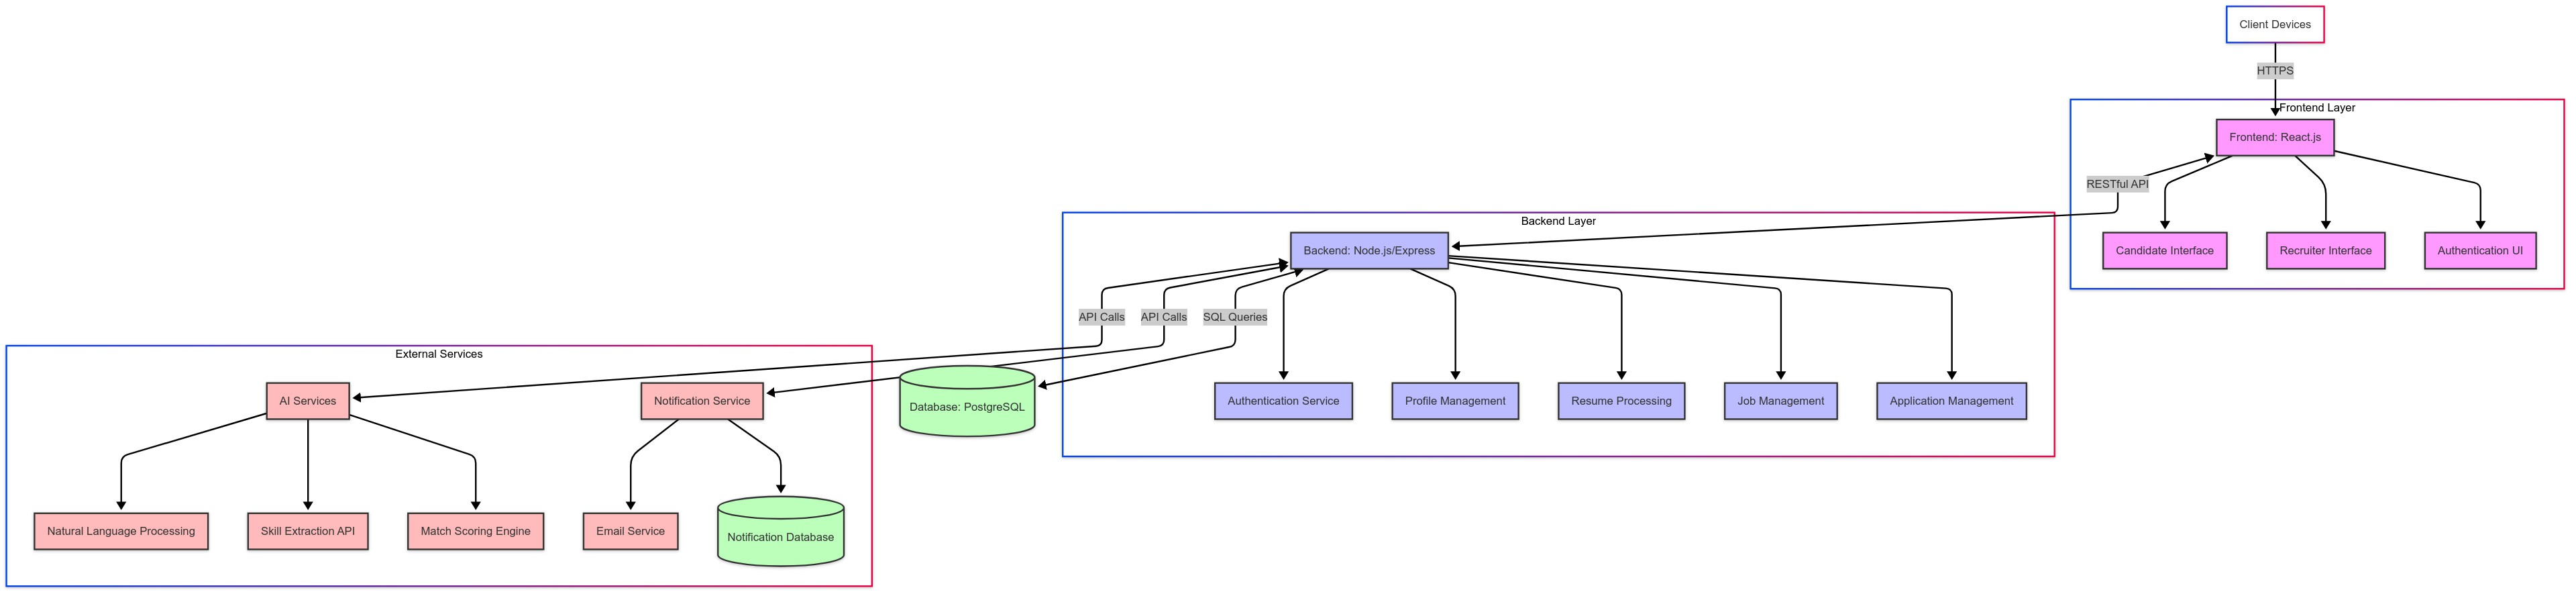 Client Devices
HTTPS
Frontend Layer
Frontend: React.js
RESTful API
Candidate Interface
Recruiter Interface
Authentication UI
Backend Layer
Backend: Node.js/Express
API Calls
API Calls
SQL Queries
Authentication Service
Profile Management
Resume Processing
Job Management
Application Management
External Services
AI Services
Notification Service
Database: PostgreSQL
Natural Language Processing
Skill Extraction API
Match Scoring Engine
Email Service
Notification Database